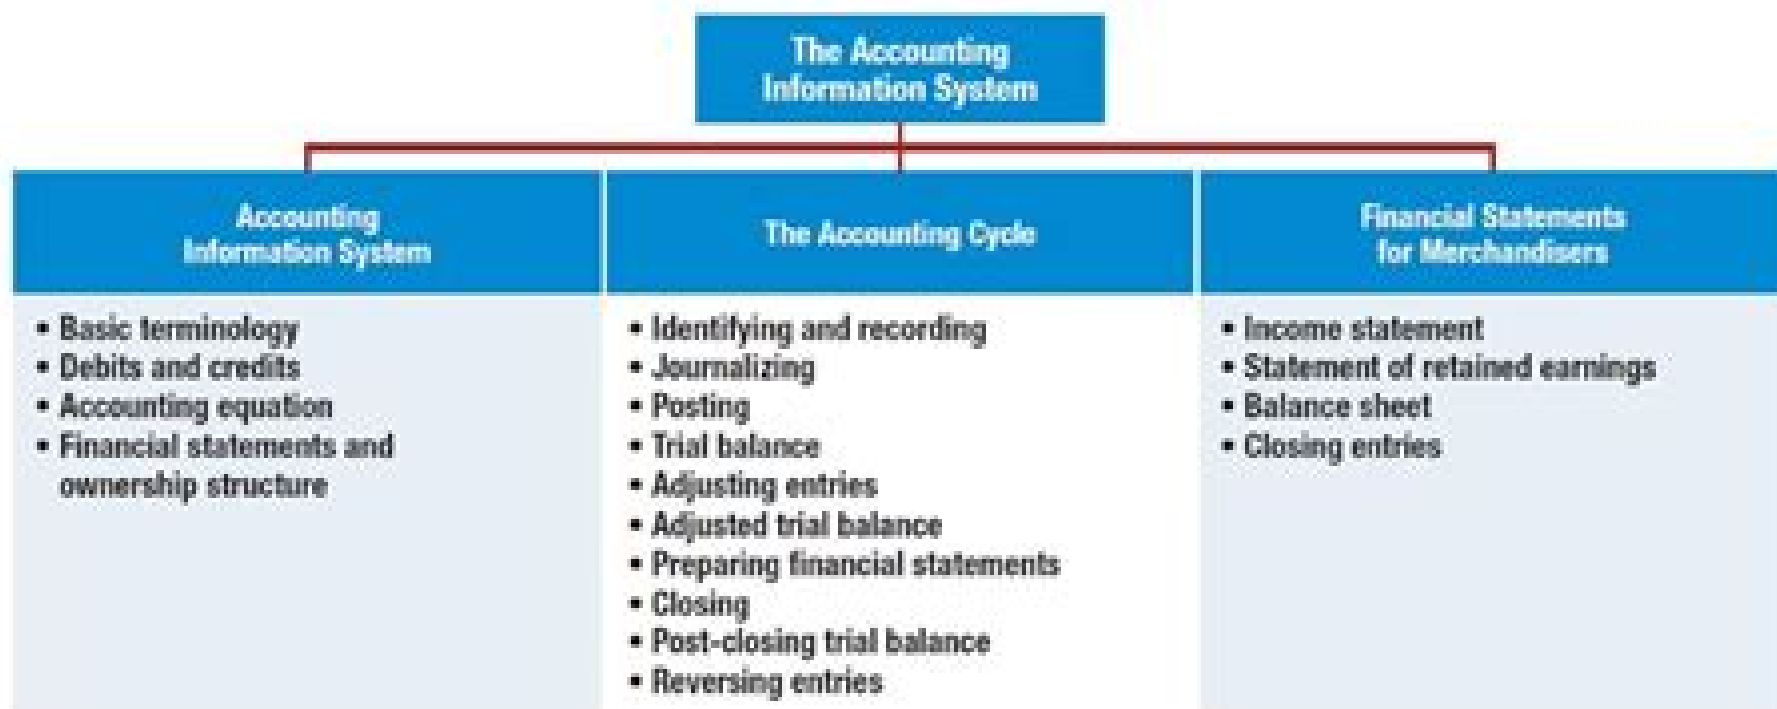 The Accounting
Information System
Accounting
Information System
• Basic terminology
• Debits and credits
• Accounting equation
• Financial statements and
ownership structure
The Accounting Cycle
• Identifying and recording
• Journalizing
• Posting
• Trial balance
• Adjusting entries
• Adjusted trial balance
• Preparing financial statements
• Closing
• Post-closing trial balance
• Reversing entries
Financial Statements
for Merchandisers
• Income statement
• Statement of retained earnings
• Balance sheet
• Closing entries